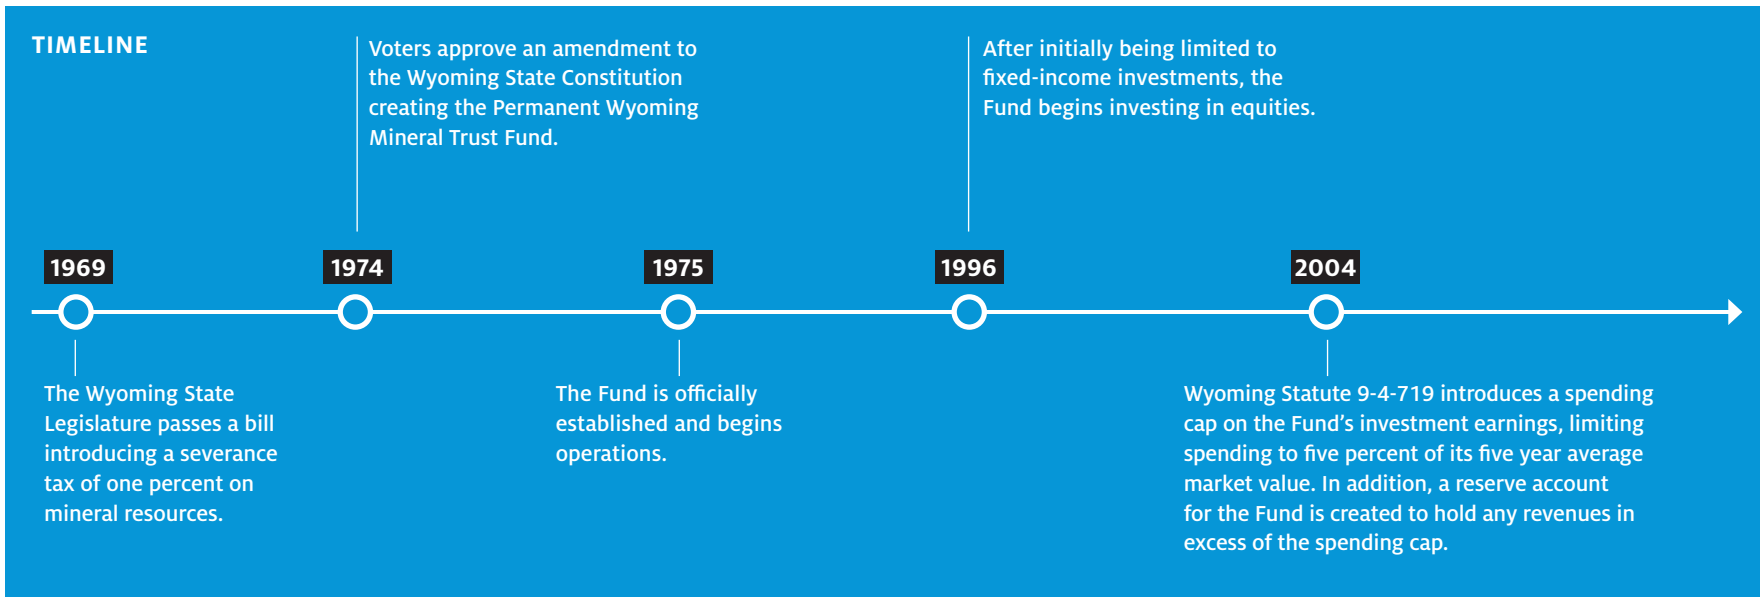 TIMELINE
Voters approve an amendment to
the Wyoming State Constitution
creating the Permanent Wyoming
Mineral Trust Fund.
After initially being limited to
fixed-income investments, the
Fund begins investing in equities.
1969
1974
1975
1996
2004
The Wyoming State
Legislature passes a bill
introducing a severance
tax of one percent on
mineral resources.
The Fund is officially
established and begins
operations.
Wyoming Statute 9-4-719 introduces a spending
cap on the Fund’s investment earnings, limiting
spending to five percent of its five year average
market value. In addition, a reserve account
for the Fund is created to hold any revenues in
excess of the spending cap.